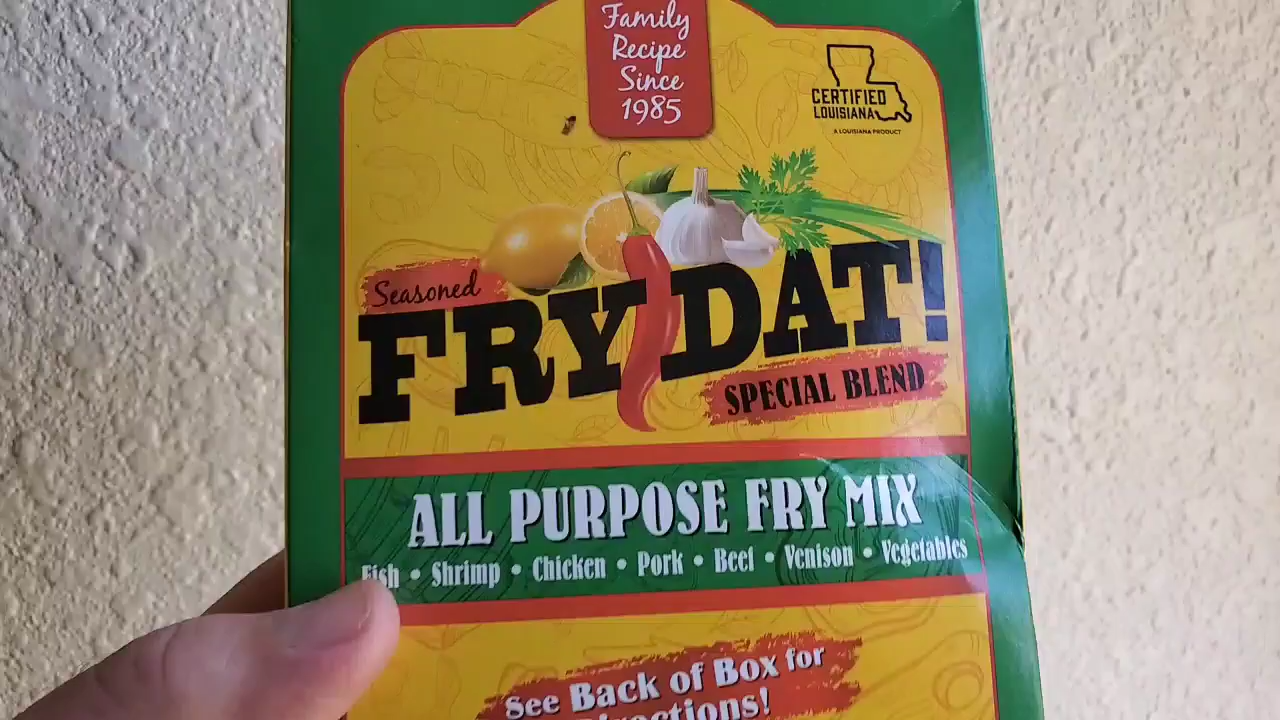 Family
Recipe
Since
1985
CERTIFIED
LOUISIANA
A LOUISIANA PRODUCT
Seasoned
FRY DAT!
SPECIAL BLEND
ALL PURPOSE FRY MIX
Fish • Shrimp • Chicken • Pork • Beef • Venison • Vegetables
See Back of Box for
Directions!